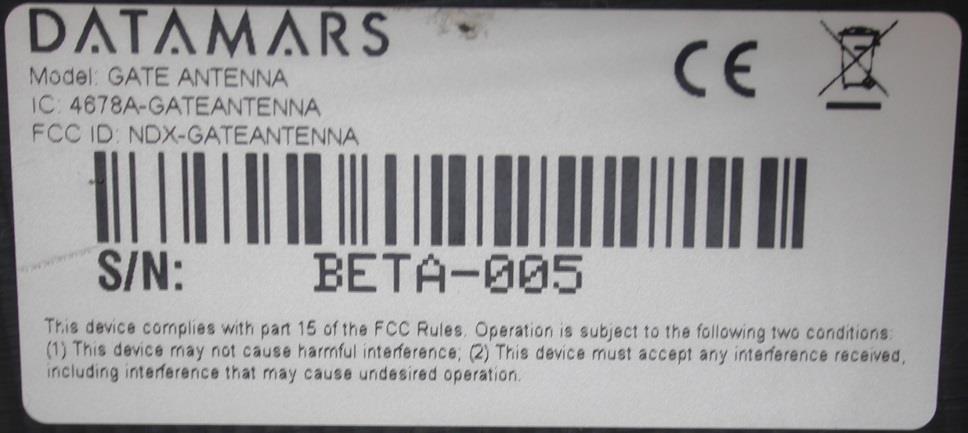 DATAMARS
Model: GATE ANTENNA
IC: 4678A-GATEANTENNA
FCC ID: NDX-GATEANTENNA
CE
S/N: BETA-005
This device complies with part 15 of the FCC Rules. Operation is subject to the following two conditions:
(1) This device may not cause harmful interference; (2) This device must accept any interference received,
including interference that may cause undesired operation.